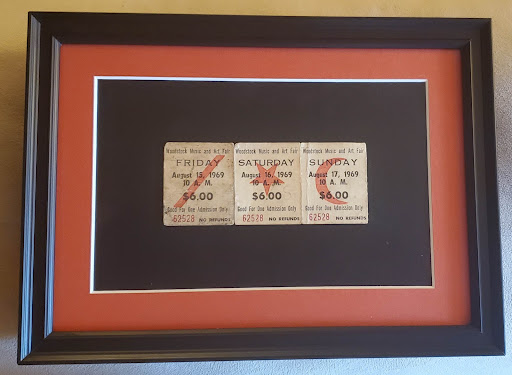 Woodstock Music and Art Fair
FRIDAY
August 15, 1969
10 A. M.
$6.00
Good For One Admission Only
62528 NO REFUNDS
Woodstock Music and Art Fair
SATURDAY
August 16, 1969
10 A. M.
$6.00
Good For One Admission Only
62528 NO REFUNDS
Woodstock Music and Art Fair
SUNDAY
August 17, 1969
10 A. M.
$6.00
Good For One Admission Only
62528 NO REFUNDS